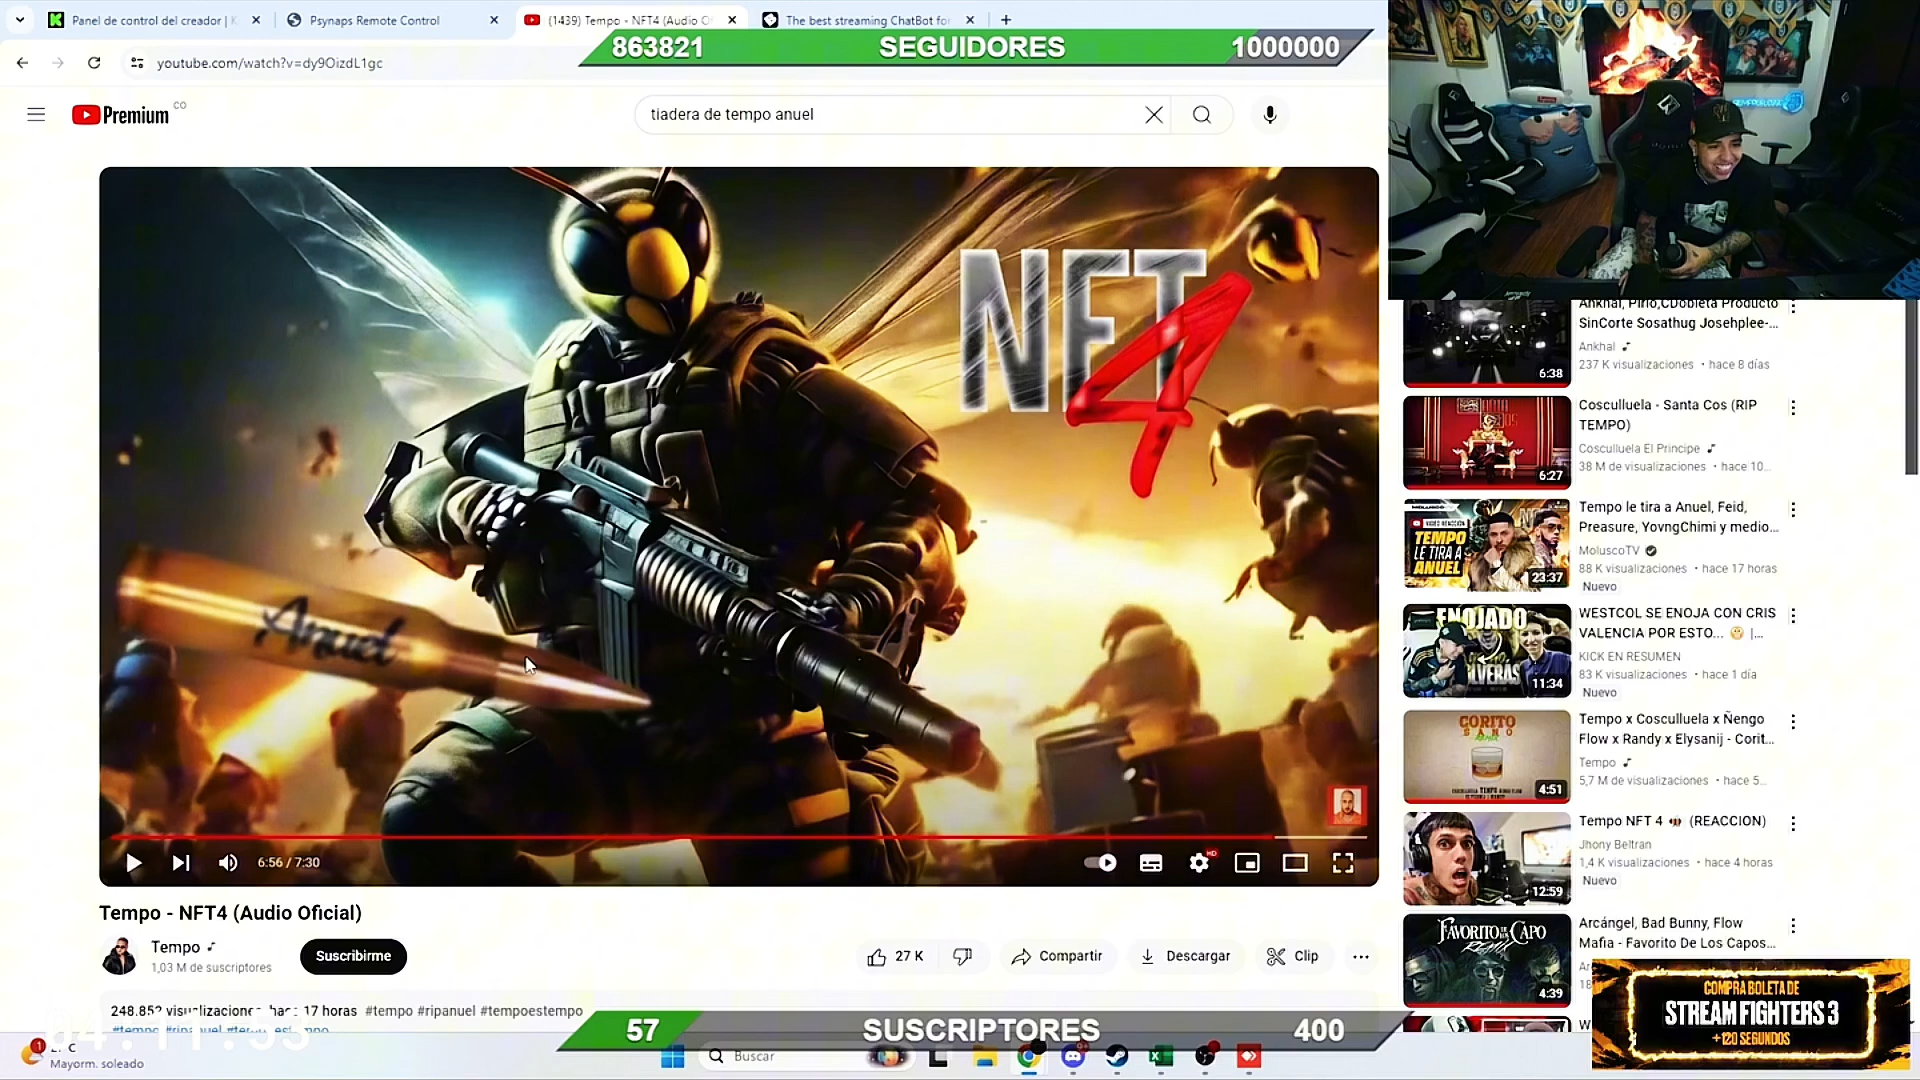 Panel de control del creador | K
Psynaps Remote Control
(1439) Tempo - NFT4 (Audio O
The best streaming ChatBot for
863821 SEGUIDORES 1000000
youtube.com/watch?v=dy9OizdL1gc
Premium CO
tiadera de tempo anuel
NFT
4
Anuel
6:56 / 7:30
HD
Tempo - NFT4 (Audio Oficial)
Tempo
1,03 M de suscriptores
Suscribirme
27 K
Compartir
Descargar
Clip
hace 17 horas #tempo #ripanuel #tempoestempo
57 SUSCRIPTORES 400
Mayorm. soleado
Buscar
Ankhal, Pirlo,CDobleta Producto
SinCorte Sosathug Josehplee-...
Ankhal
237 K visualizaciones • hace 8 días
6:38
Cosculluela - Santa Cos (RIP
TEMPO)
Cosculluela El Principe
38 M de visualizaciones • hace 10...
6:27
Tempo le tira a Anuel, Feid,
Preasure, YovngChimi y medio...
MoluscoTV
88 K visualizaciones • hace 17 horas
Nuevo
TEMPO
LE TIRA A
ANUEL
23:37
WESTCOL SE ENOJA CON CRIS
VALENCIA POR ESTO... |...
KICK EN RESUMEN
83 K visualizaciones • hace 1 día
Nuevo
ENOJADO
11:34
Tempo x Cosculluela x Ñengo
Flow x Randy x Elysanij - Corit...
Tempo
5,7 M de visualizaciones • hace 5...
CORITO
SANO
4:51
Tempo NFT 4 (REACCION)
Jhony Beltran
1,4 K visualizaciones • hace 4 horas
Nuevo
12:59
Arcángel, Bad Bunny, Flow
Mafia - Favorito De Los Capos...
4:39
COMPRA BOLETA DE
STREAM FIGHTERS 3
+120 SEGUNDOS